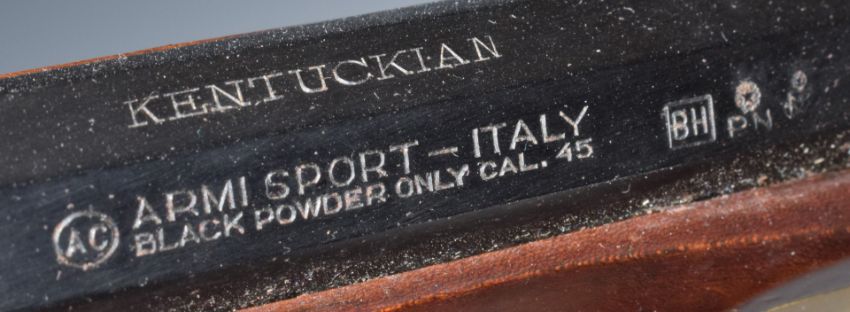 KENTUCKIAN
AC ARMI SPORT – ITALY BH PN
BLACK POWDER ONLY CAL. 45